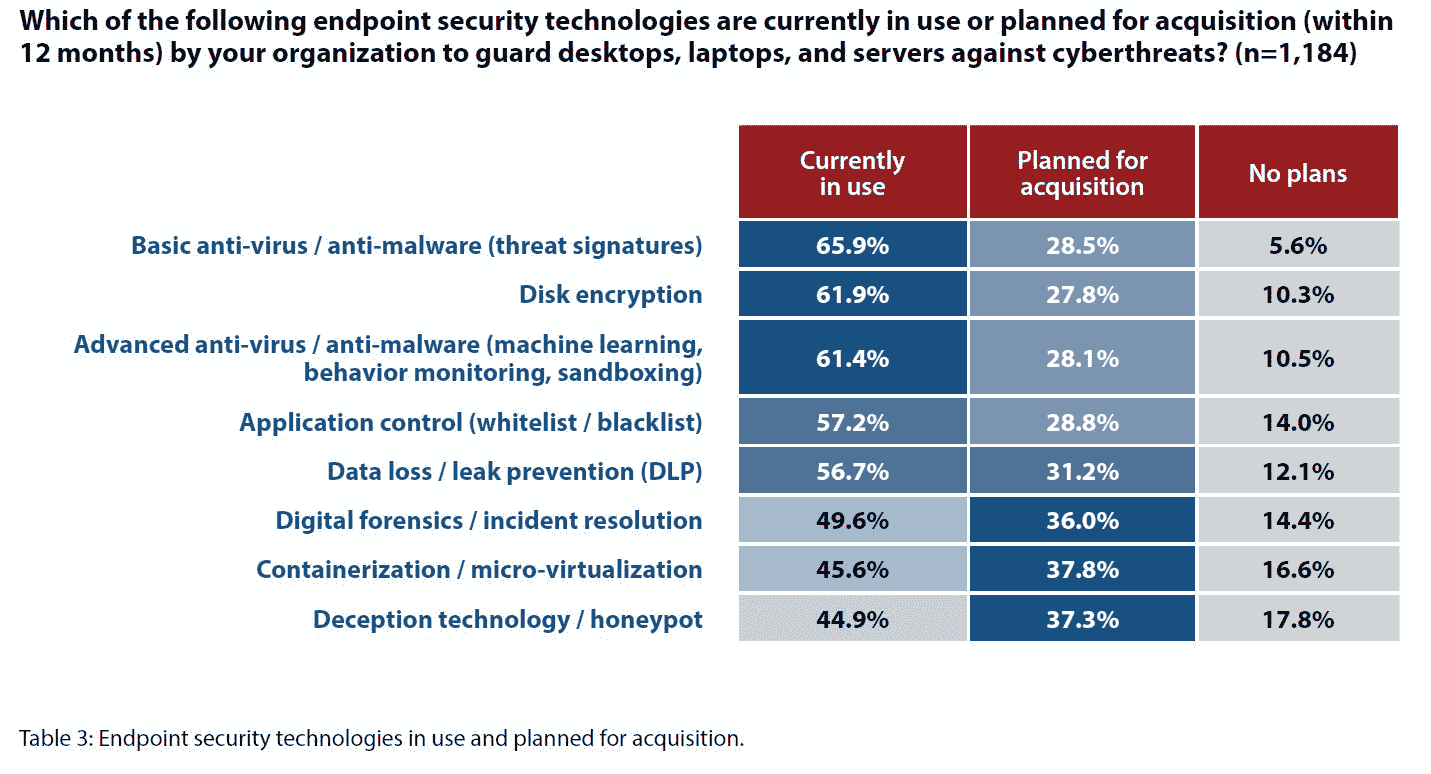 Which of the following endpoint security technologies are currently in use or planned for acquisition (within
12 months) by your organization to guard desktops, laptops, and servers against cyberthreats? (n=1,184)
Currently
in use
Planned for
acquisition
No plans
Basic anti-virus / anti-malware (threat signatures) 65.9% 28.5% 5.6%
Disk encryption 61.9% 27.8% 10.3%
Advanced anti-virus / anti-malware (machine learning,
behavior monitoring, sandboxing) 61.4% 28.1% 10.5%
Application control (whitelist / blacklist) 57.2% 28.8% 14.0%
Data loss / leak prevention (DLP) 56.7% 31.2% 12.1%
Digital forensics / incident resolution 49.6% 36.0% 14.4%
Containerization / micro-virtualization 45.6% 37.8% 16.6%
Deception technology / honeypot 44.9% 37.3% 17.8%
Table 3: Endpoint security technologies in use and planned for acquisition.